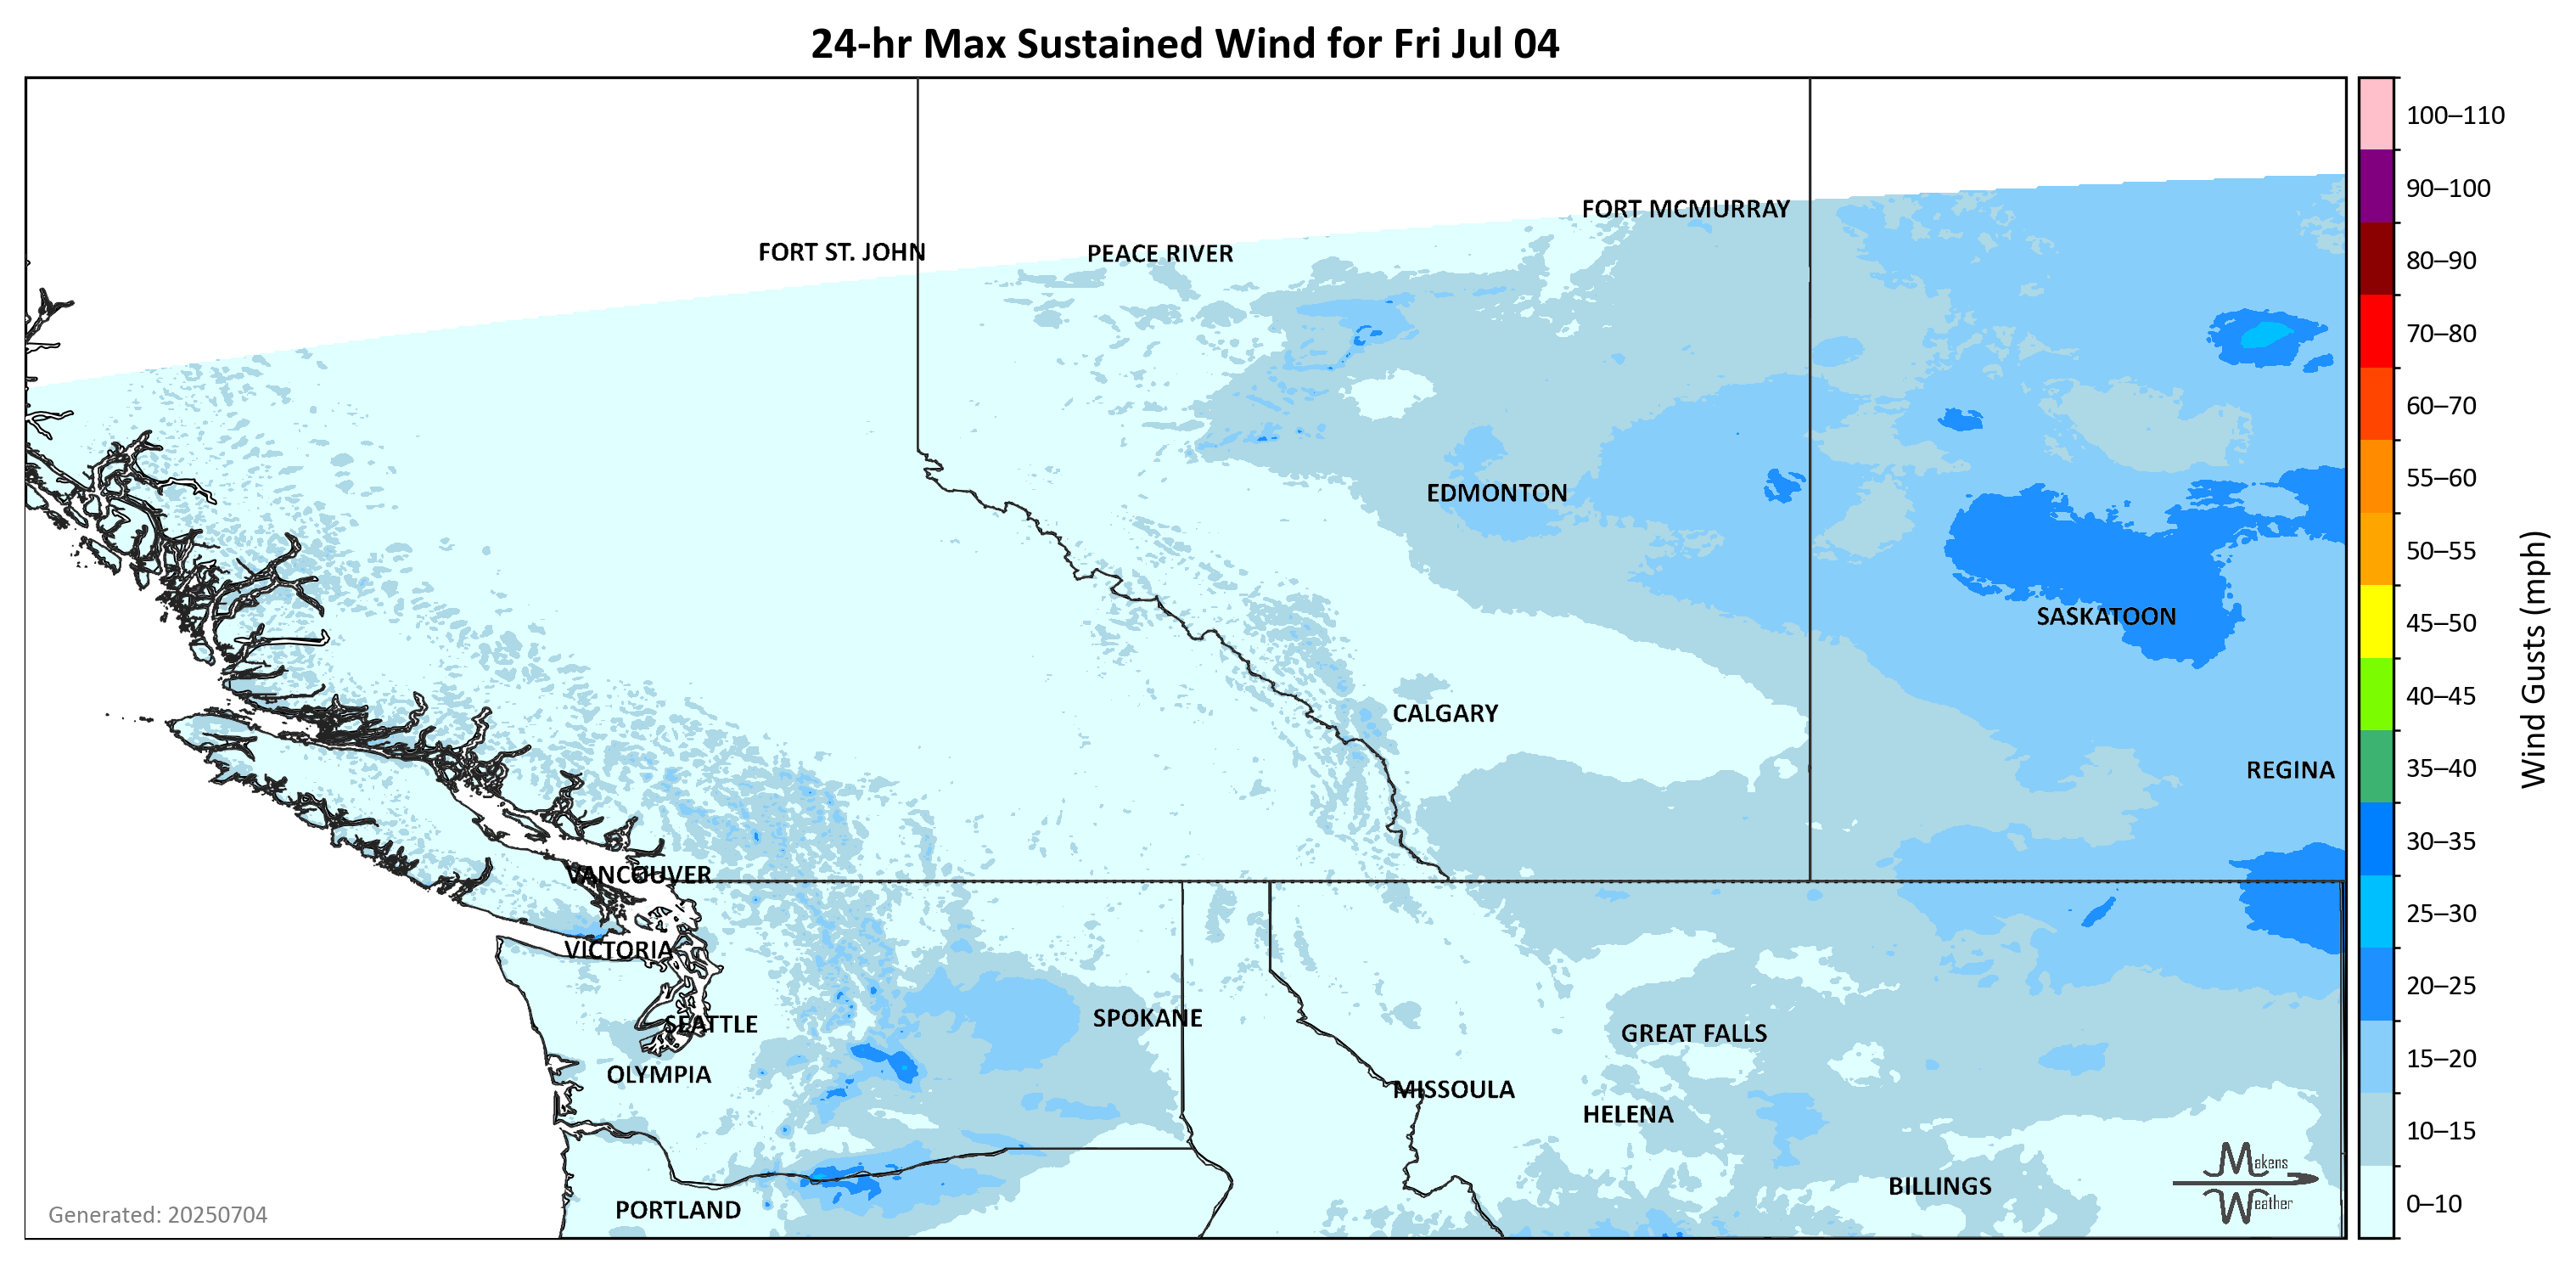 24-hr Max Sustained Wind for Fri Jul 04
100–110
90–100
80–90
70–80
60–70
55–60
50–55
45–50
40–45
35–40
30–35
25–30
20–25
15–20
10–15
0–10
Wind Gusts (mph)
FORT MCMURRAY
FORT ST. JOHN
PEACE RIVER
EDMONTON
SASKATOON
CALGARY
REGINA
VANCOUVER
VICTORIA
SEATTLE
SPOKANE
GREAT FALLS
OLYMPIA
MISSOULA
HELENA
BILLINGS
PORTLAND
Makens
Weather
Generated: 20250704